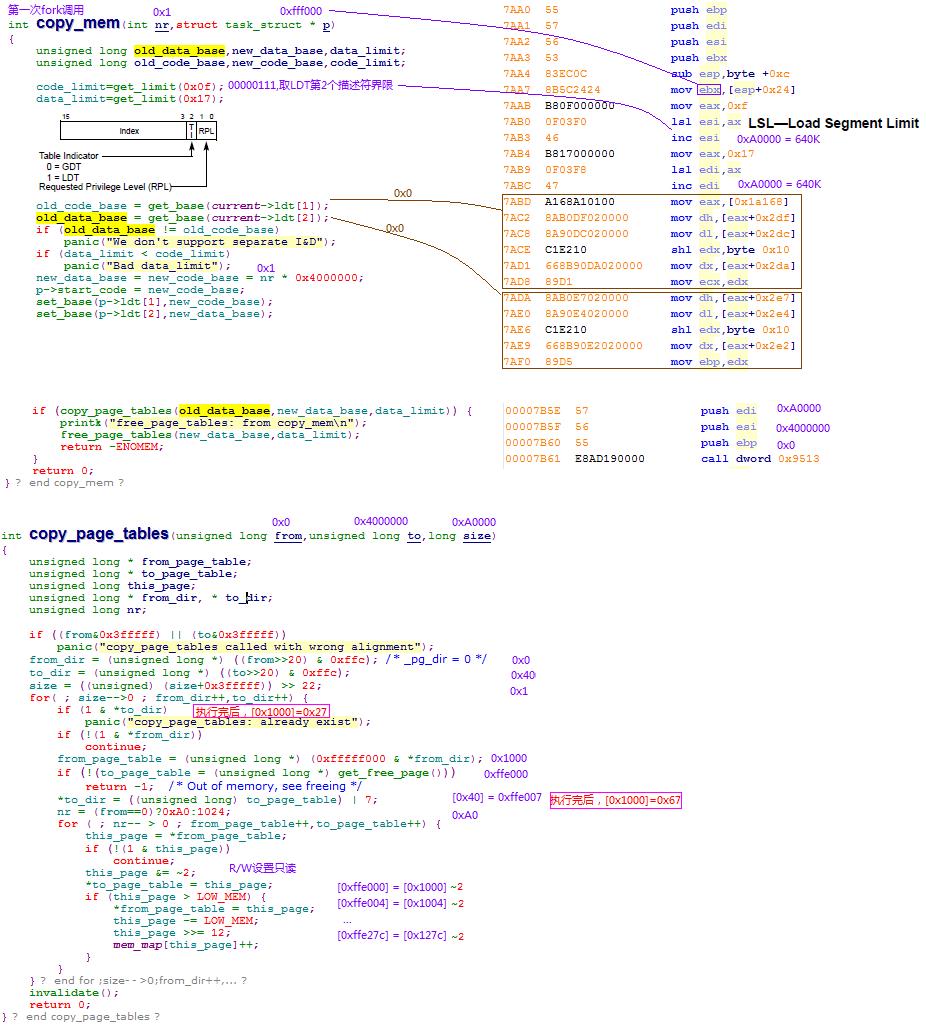 第一次fork调用 0x1 0xfff000
int copy_mem(int nr,struct task_struct * p)
{
unsigned long old_data_base,new_data_base,data_limit;
unsigned long old_code_base,new_code_base,code_limit;
code_limit=get_limit(0x0f); 00000111,取LDT第2个描述符界限
data_limit=get_limit(0x17);
15 3 2 1 0
Index T I RPL
Table Indicator
0 = GDT
1 = LDT
Requested Privilege Level (RPL)
old_code_base = get_base(current->ldt[1]); 0x0
old_data_base = get_base(current->ldt[2]);
if (old_data_base != old_code_base) 0x0
panic("We don't support separate I&D");
if (data_limit < code_limit)
panic("Bad data_limit"); 0x1
new_data_base = new_code_base = nr * 0x4000000;
p->start_code = new_code_base;
set_base(p->ldt[1],new_code_base);
set_base(p->ldt[2],new_data_base);
7AA0 55 push ebp
7AA1 57 push edi
7AA2 56 push esi
7AA3 53 push ebx
7AA4 83EC0C sub esp,byte +0xc
7AA7 8B5C2424 mov ebx,[esp+0x24]
7AAB B80F000000 mov eax,0xf
7AB0 0F03F0 lsl esi,ax LSL—Load Segment Limit
7AB3 46 inc esi 0xA0000 = 640K
7AB4 B817000000 mov eax,0x17
7AB9 0F03F8 lsl edi,ax
7ABC 47 inc edi 0xA0000 = 640K
7ABD A168A10100 mov eax,[0x1a168]
7AC2 8AB0DF020000 mov dh,[eax+0x2df]
7AC8 8A90DC020000 mov dl,[eax+0x2dc]
7ACE C1E210 shl edx,byte 0x10
7AD1 668B90DA020000 mov dx,[eax+0x2da]
7AD8 89D1 mov ecx,edx
7ADA 8AB0E7020000 mov dh,[eax+0x2e7]
7AE0 8A90E4020000 mov dl,[eax+0x2e4]
7AE6 C1E210 shl edx,byte 0x10
7AE9 668B90E2020000 mov dx,[eax+0x2e2]
7AF0 89D5 mov ebp,edx
if (copy_page_tables(old_data_base,new_data_base,data_limit)) {
printk("free_page_tables: from copy_mem\n");
free_page_tables(new_data_base,data_limit);
return -ENOMEM;
}
return 0;
} ? end copy_mem ?
00007B5E 57 push edi 0xA0000
00007B5F 56 push esi 0x4000000
00007B60 55 push ebp 0x0
00007B61 E8AD190000 call dword 0x9513
0x0 0x4000000 0xA0000
int copy_page_tables(unsigned long from,unsigned long to,long size)
{
unsigned long * from_page_table;
unsigned long * to_page_table;
unsigned long this_page;
unsigned long * from_dir, * to_dir;
unsigned long nr;
if ((from&0x3fffff) || (to&0x3fffff))
panic("copy_page_tables called with wrong alignment");
from_dir = (unsigned long *) ((from>>20) & 0xffc); /* _pg_dir = 0 */ 0x0
to_dir = (unsigned long *) ((to>>20) & 0xffc); 0x40
size = ((unsigned) (size+0x3fffff)) >> 22; 0x1
for( ; size-->0 ; from_dir++,to_dir++) {
if (1 & *to_dir) 执行完后，[0x1000]=0x27
panic("copy_page_tables: already exist");
if (!(1 & *from_dir))
continue;
from_page_table = (unsigned long *) (0xfffff000 & *from_dir); 0x1000
if (!(to_page_table = (unsigned long *) get_free_page())) 0xffe000
return -1; /* Out of memory, see freeing */
*to_dir = ((unsigned long) to_page_table) | 7; [0x40] = 0xffe007 执行完后，[0x1000]=0x67
nr = (from==0)?0xA0:1024; 0xA0
for ( ; nr-- > 0 ; from_page_table++,to_page_table++) {
this_page = *from_page_table;
if (!(1 & this_page))
continue;
this_page &= ~2; R/W设置只读
*to_page_table = this_page; [0xffe000] = [0x1000] ~2
if (this_page > LOW_MEM) { [0xffe004] = [0x1004] ~2
*from_page_table = this_page;
this_page -= LOW_MEM; ...
this_page >>= 12; [0xffe27c] = [0x127c] ~2
mem_map[this_page]++;
}
}
} ? end for ;size-->0;from_dir++,... ?
invalidate();
return 0;
} ? end copy_page_tables ?